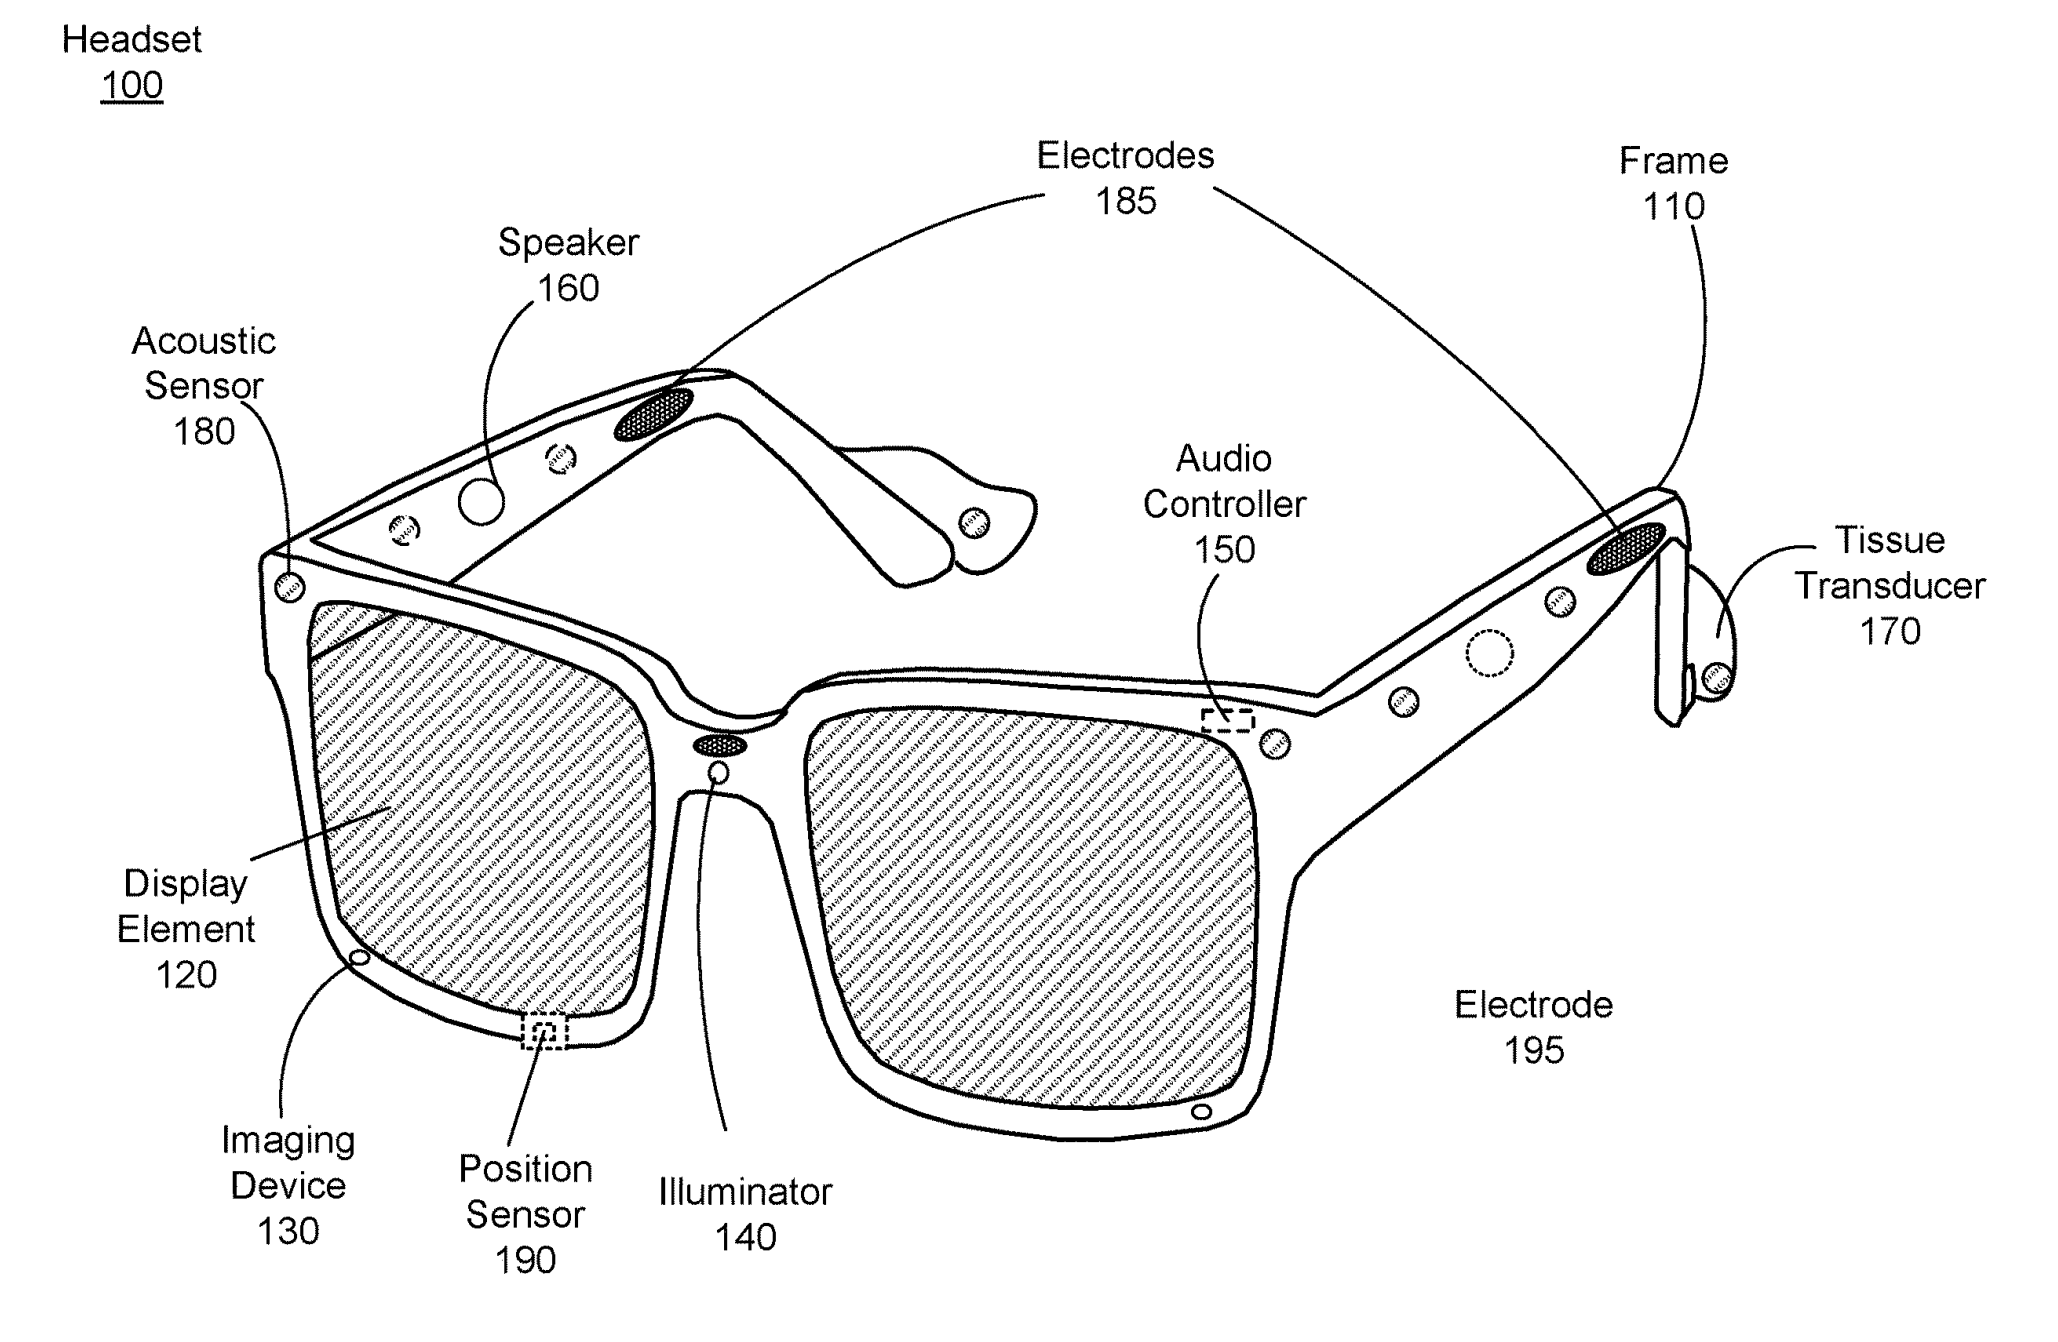 Headset
100
Electrodes
185
Frame
110
Speaker
160
Acoustic
Sensor
180
Audio
Controller
150
Tissue
Transducer
170
Display
Element
120
Electrode
195
Imaging
Device
130
Position
Sensor
190
Illuminator
140